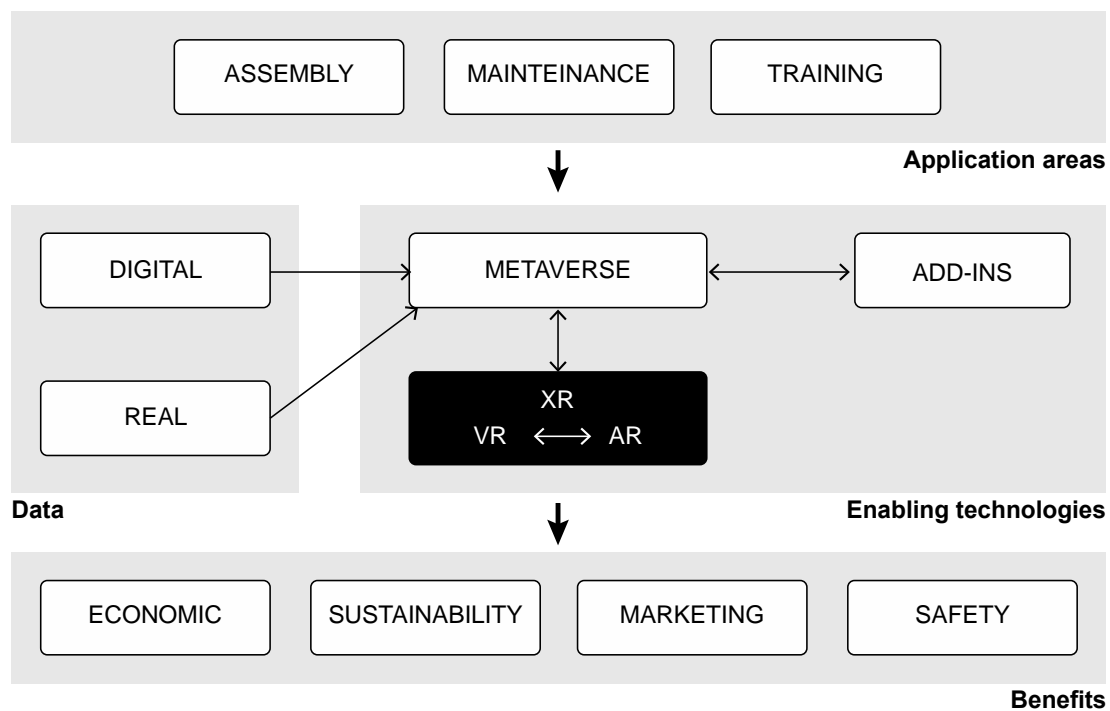 ASSEMBLY
MAINTEINANCE
TRAINING
Application areas
DIGITAL
METAVERSE
ADD-INS
REAL
XR
VR
AR
Data
Enabling technologies
ECONOMIC
SUSTAINABILITY
MARKETING
SAFETY
Benefits